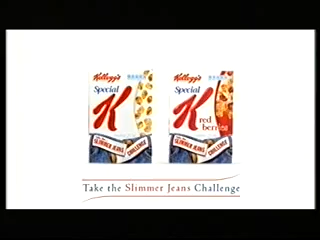 Kellogg's
Special
K
SLIMMER JEANS
CHALLENGE
Kellogg's
Special
K
red
berries
SLIMMER JEANS
CHALLENGE
Take the Slimmer Jeans Challenge